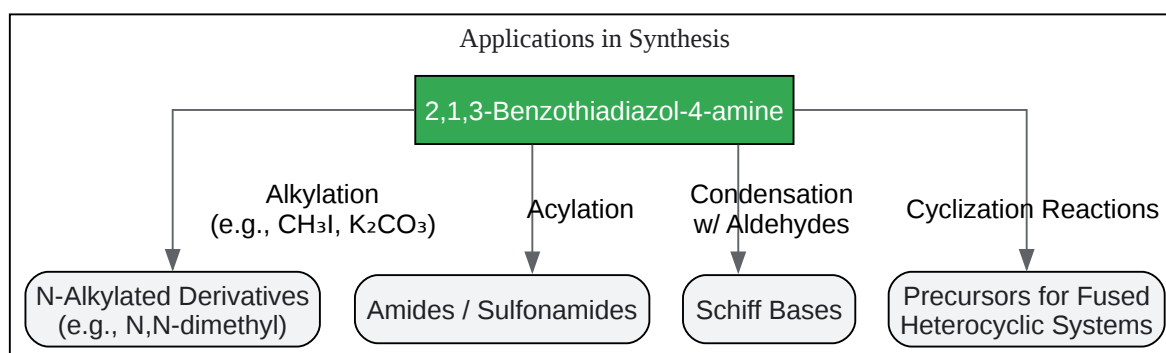 Applications in Synthesis
2,1,3-Benzothiadiazol-4-amine
Alkylation
(e.g., CH₃I, K₂CO₃)
Acylation
Condensation
w/ Aldehydes
Cyclization Reactions
N-Alkylated Derivatives
(e.g., N,N-dimethyl)
Amides / Sulfonamides
Schiff Bases
Precursors for Fused
Heterocyclic Systems